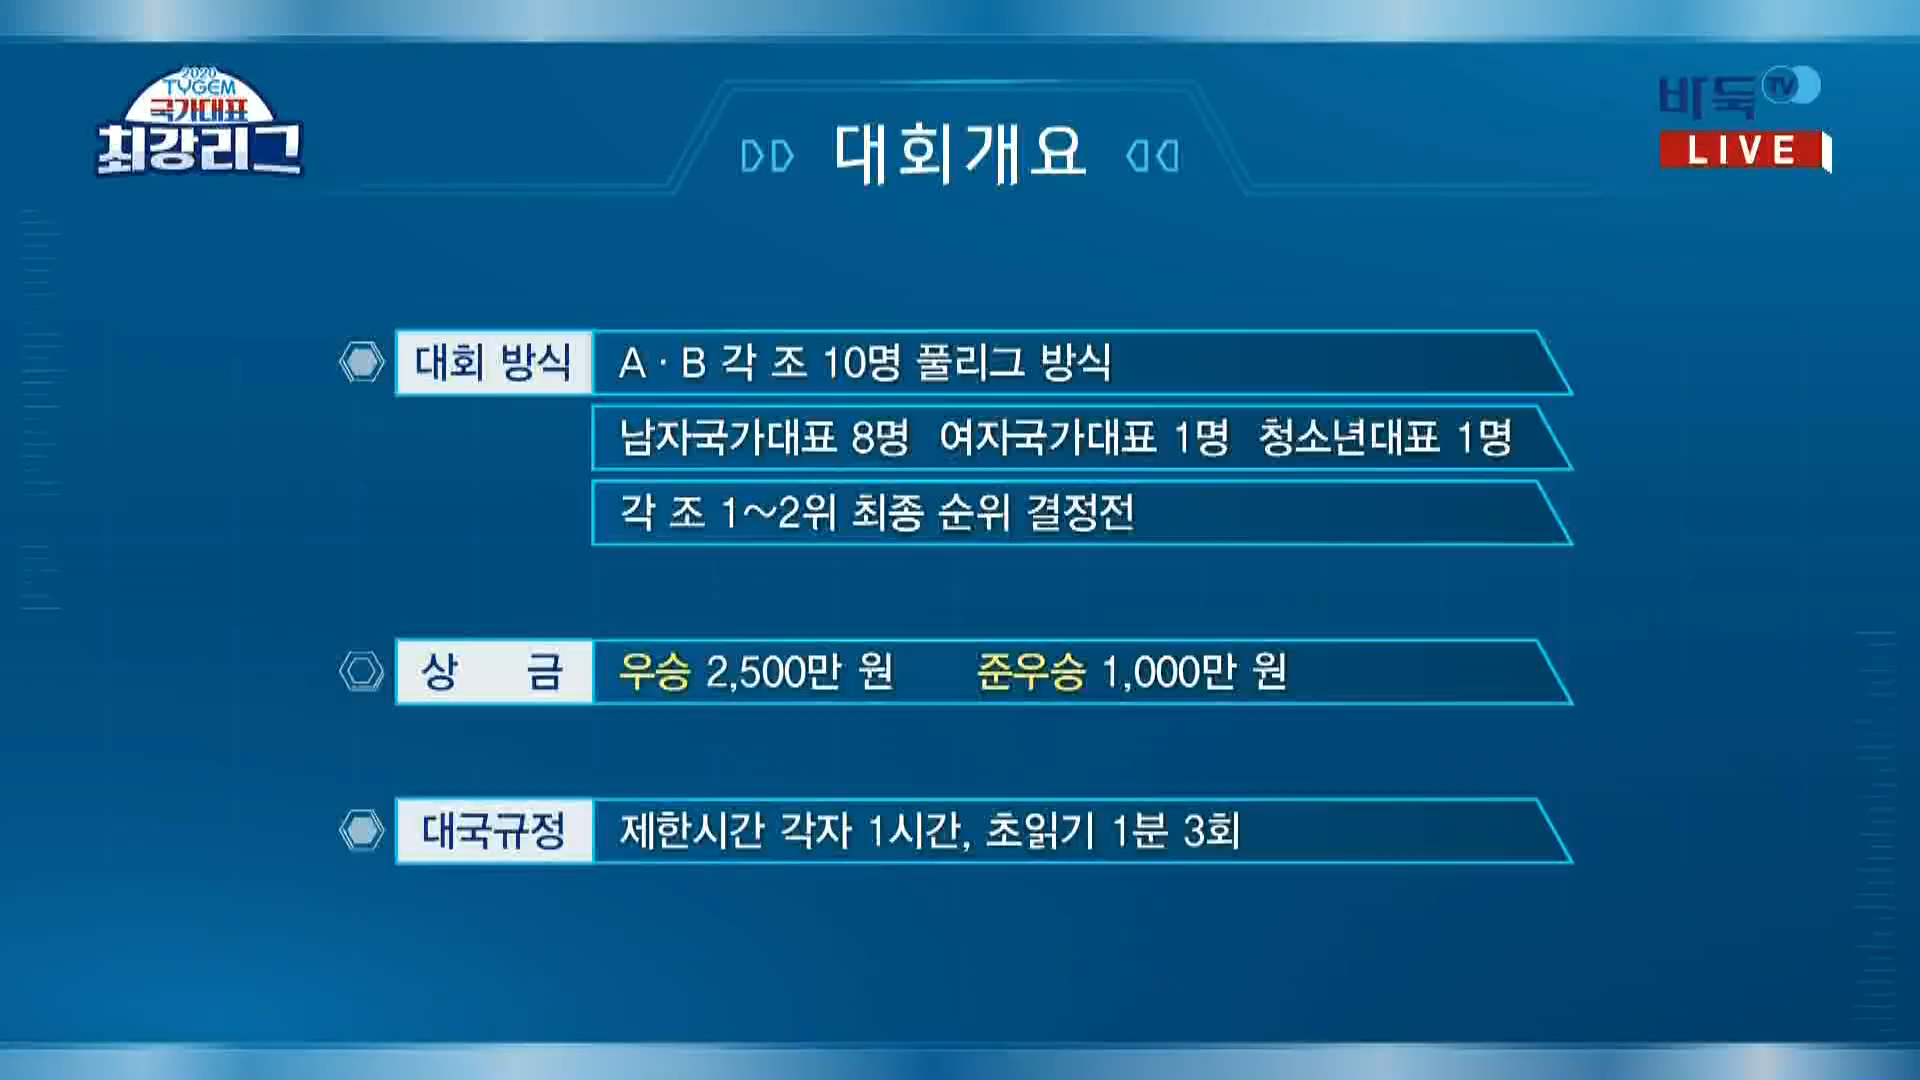 2020
TYGEM
국가대표
최강리그
대회개요
바둑TV
LIVE
대회 방식 A · B 각 조 10명 풀리그 방식
남자국가대표 8명 여자국가대표 1명 청소년대표 1명
각 조 1~2위 최종 순위 결정전
상 금 우승 2,500만 원 준우승 1,000만 원
대국규정 제한시간 각자 1시간, 초읽기 1분 3회